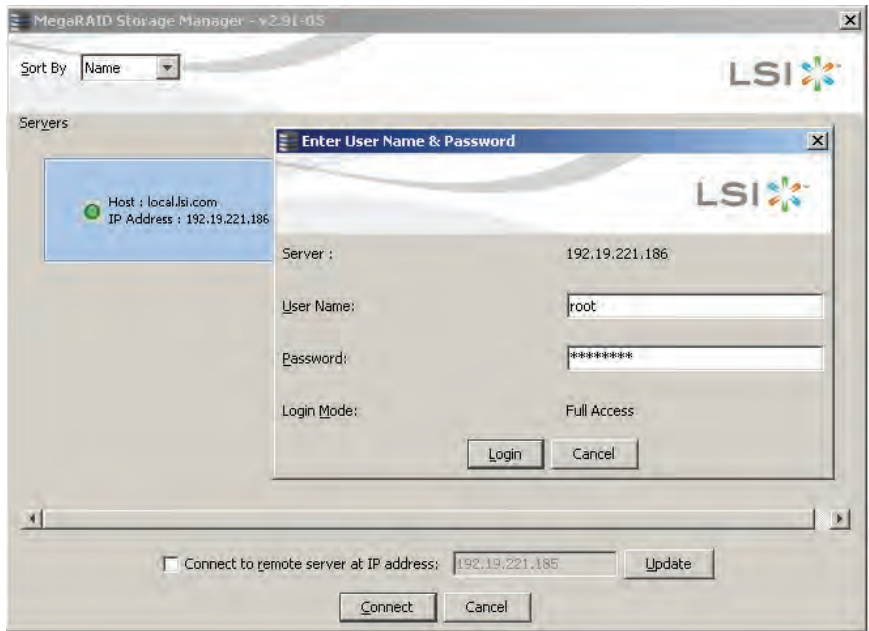 MegaRAID Storage Manager - v2.91-05
Sort By Name
LSI
Servers
Host : local.lsi.com
IP Address : 192.19.221.186
Enter User Name & Password
LSI
Server : 192.19.221.186
User Name: root
Password: ********
Login Mode: Full Access
Login Cancel
Connect to remote server at IP address: 192.19.221.185 Update
Connect Cancel